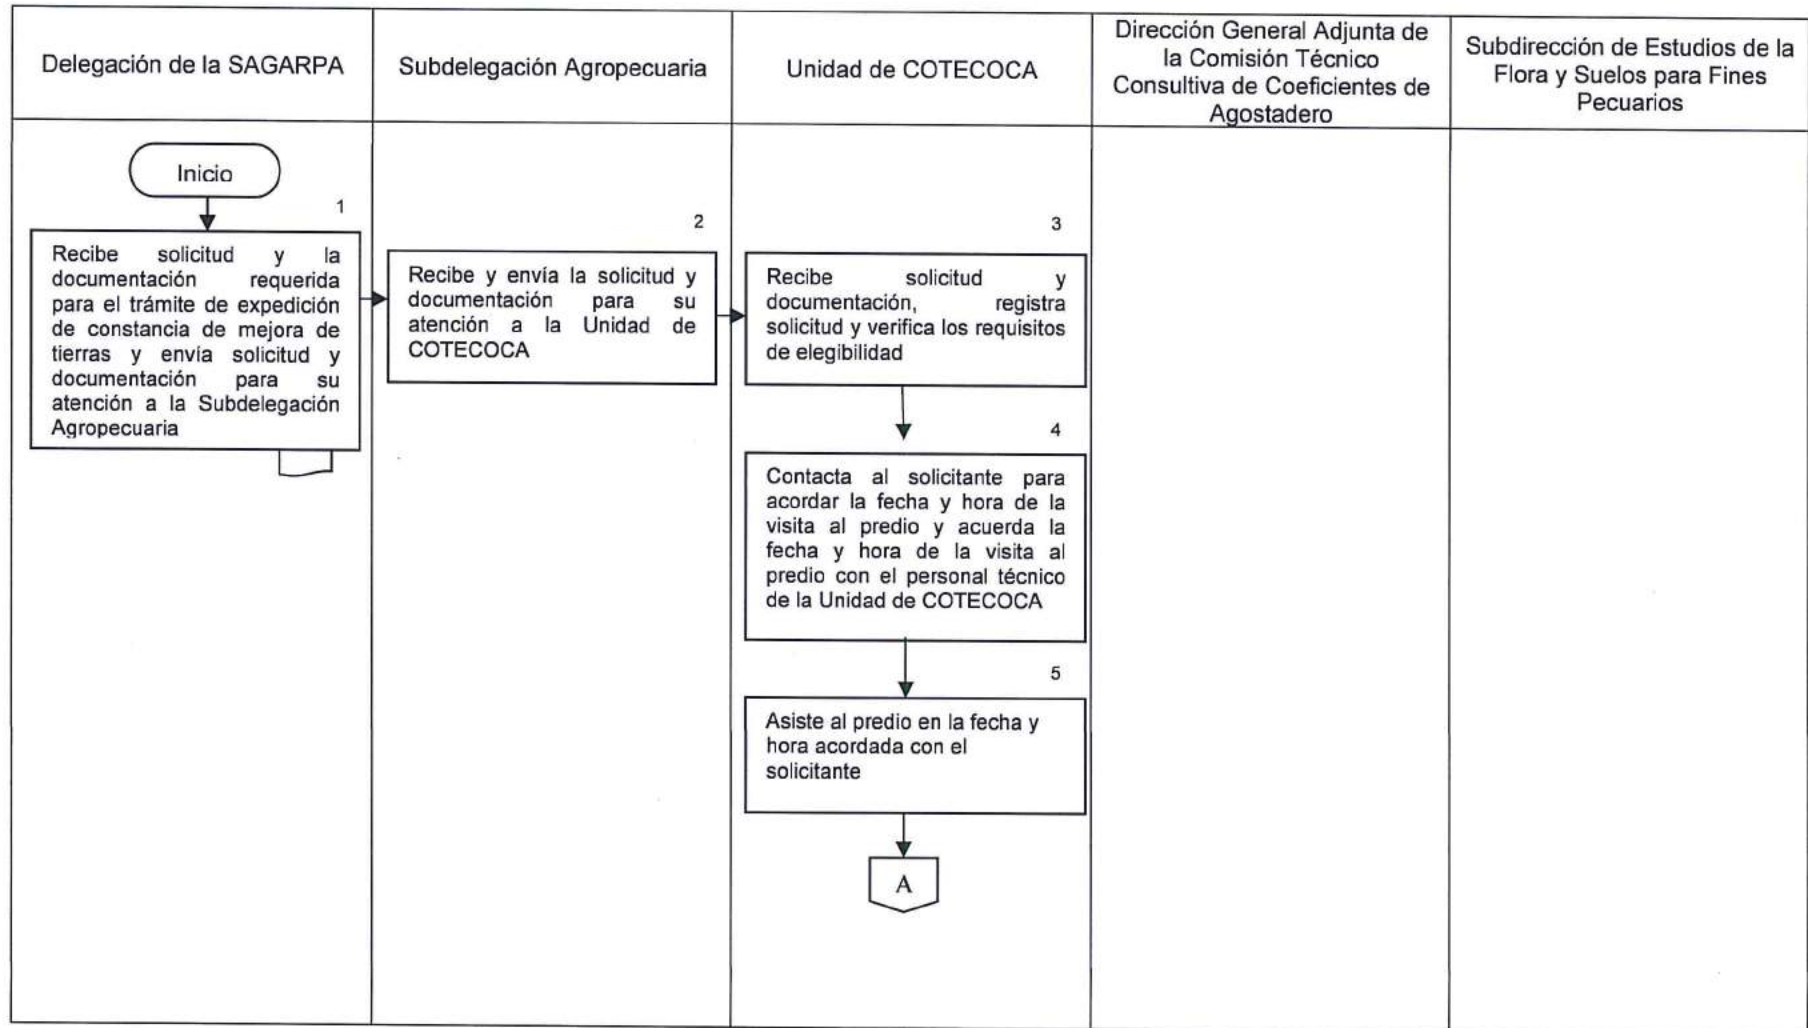 Delegación de la SAGARPA
Subdelegación Agropecuaria
Unidad de COTECOCA
Dirección General Adjunta de
la Comisión Técnico
Consultiva de Coeficientes de
Agostadero
Subdirección de Estudios de la
Flora y Suelos para Fines
Pecuarios
Inicio
1
Recibe solicitud y la
documentación requerida
para el trámite de expedición
de constancia de mejora de
tierras y envía solicitud y
documentación para su
atención a la Subdelegación
Agropecuaria
2
Recibe y envía la solicitud y
documentación para su
atención a la Unidad de
COTECOCA
3
Recibe solicitud y
documentación, registra
solicitud y verifica los requisitos
de elegibilidad
4
Contacta al solicitante para
acordar la fecha y hora de la
visita al predio y acuerda la
fecha y hora de la visita al
predio con el personal técnico
de la Unidad de COTECOCA
5
Asiste al predio en la fecha y
hora acordada con el
solicitante
A